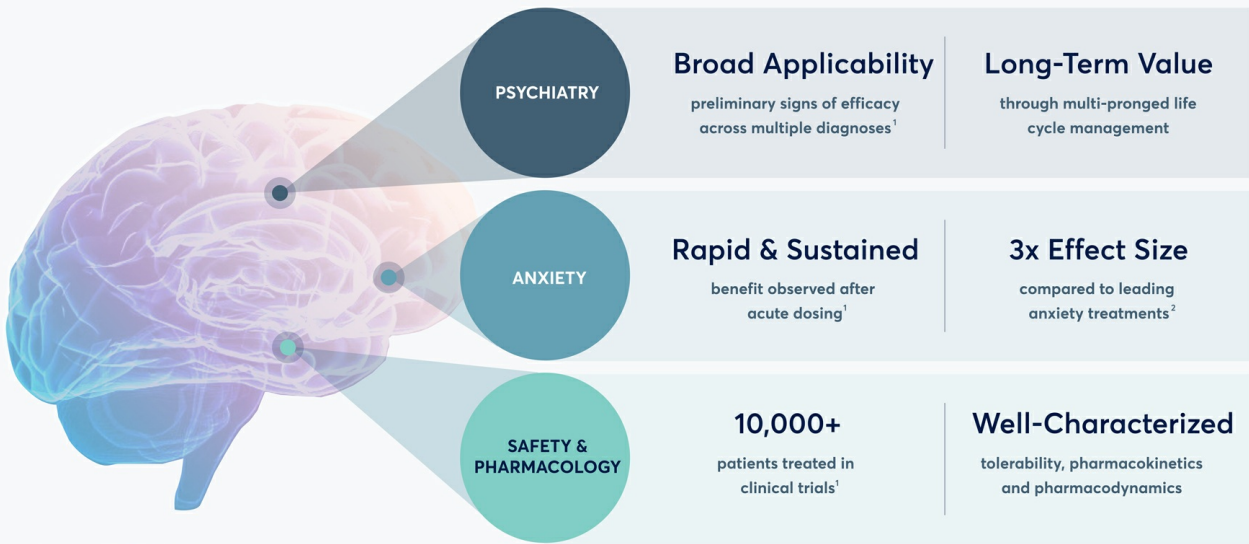 PSYCHIATRY
Broad Applicability
preliminary signs of efficacy
across multiple diagnoses¹
Long-Term Value
through multi-pronged life
cycle management
ANXIETY
Rapid & Sustained
benefit observed after
acute dosing¹
3x Effect Size
compared to leading
anxiety treatments²
SAFETY &
PHARMACOLOGY
10,000+
patients treated in
clinical trials¹
Well-Characterized
tolerability, pharmacokinetics
and pharmacodynamics